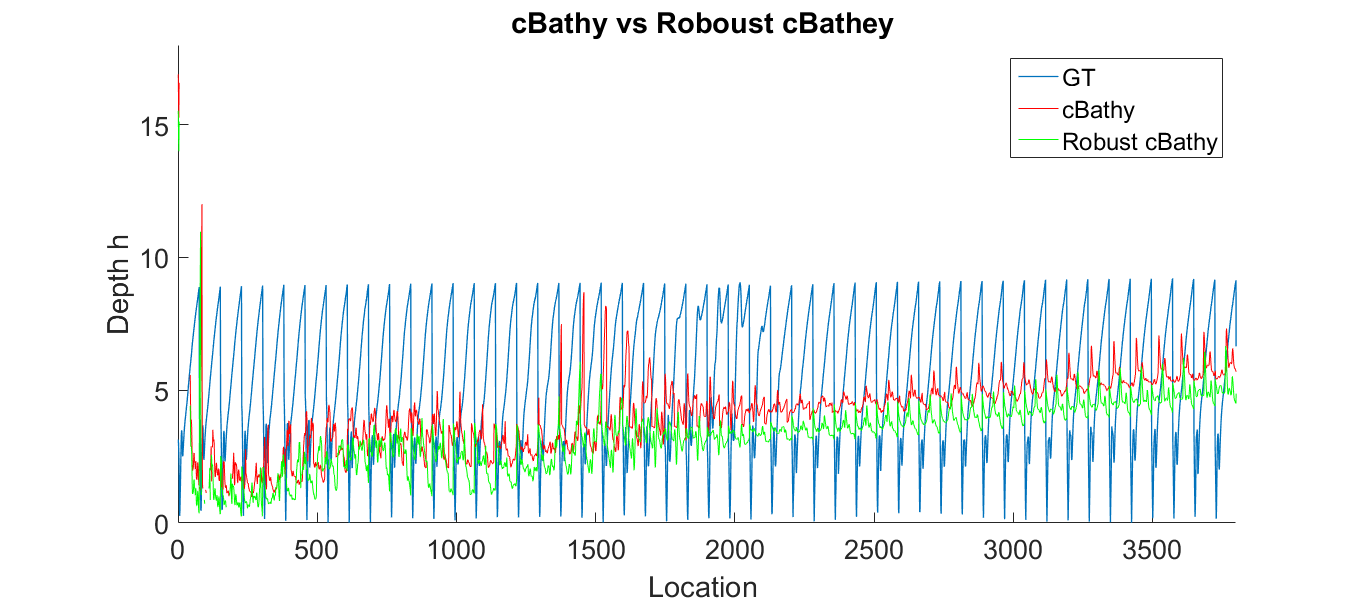 cBathy vs Roboust cBathey
GT
cBathy
Robust cBathy
Depth h
15
10
5
0
0 500 1000 1500 2000 2500 3000 3500
Location